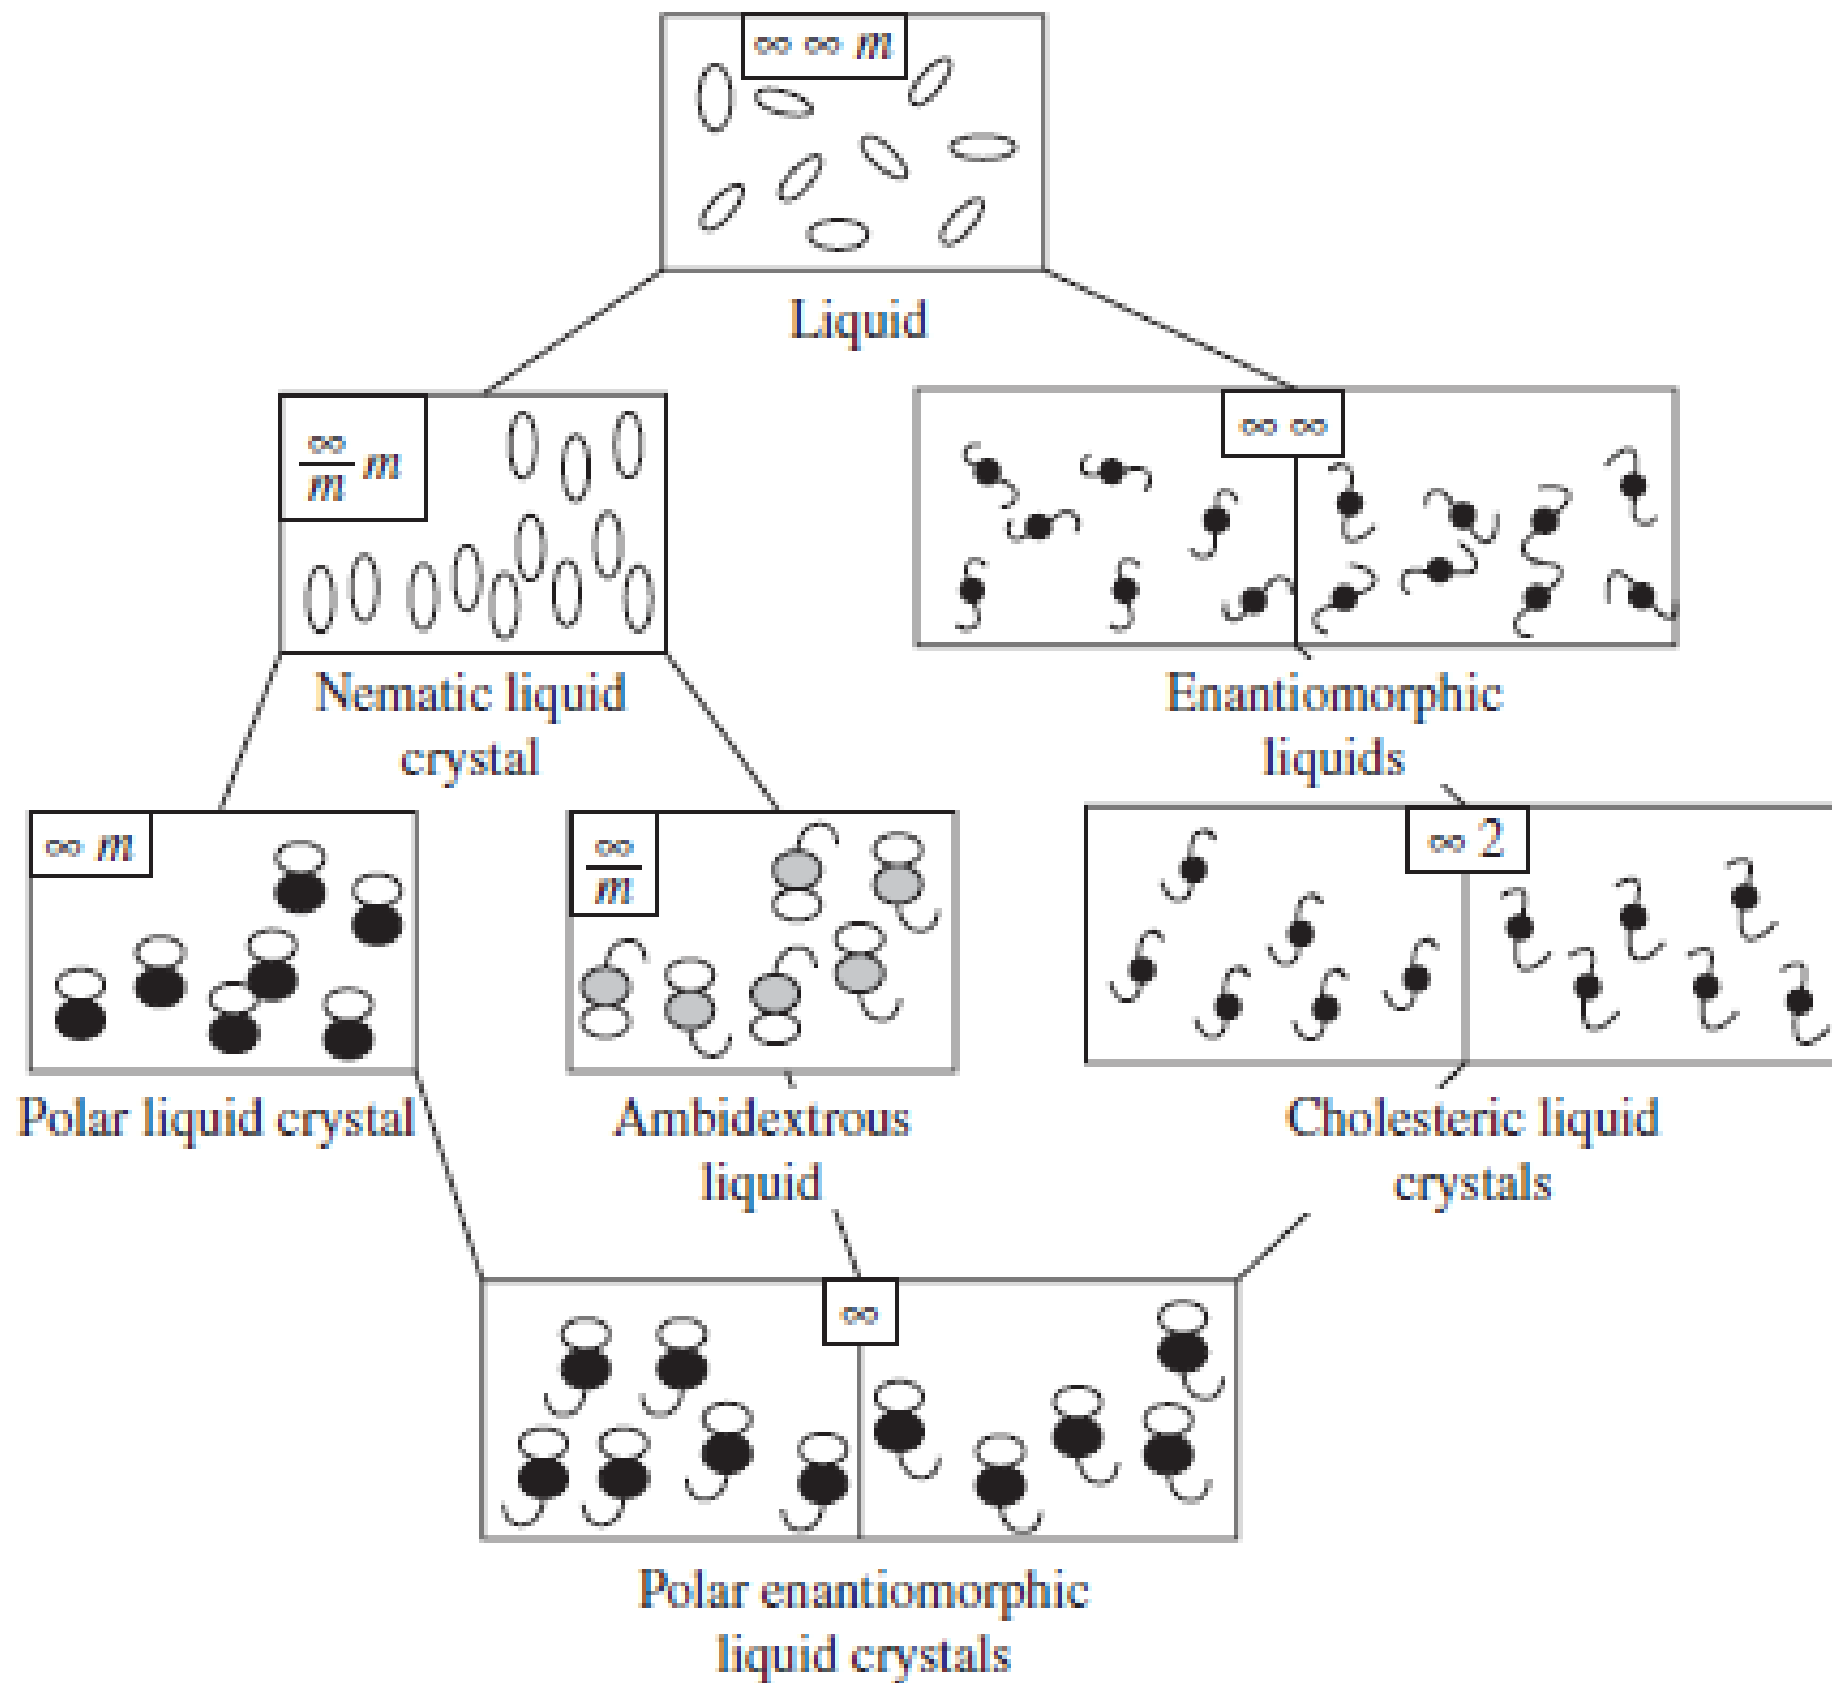 ∞ ∞ m
Liquid
∞/m m
∞ ∞
Nematic liquid
crystal
Enantiomorphic
liquids
∞ m
∞/m
∞ 2
Polar liquid crystal
Ambidextrous
liquid
Cholesteric liquid
crystals
∞
Polar enantiomorphic
liquid crystals